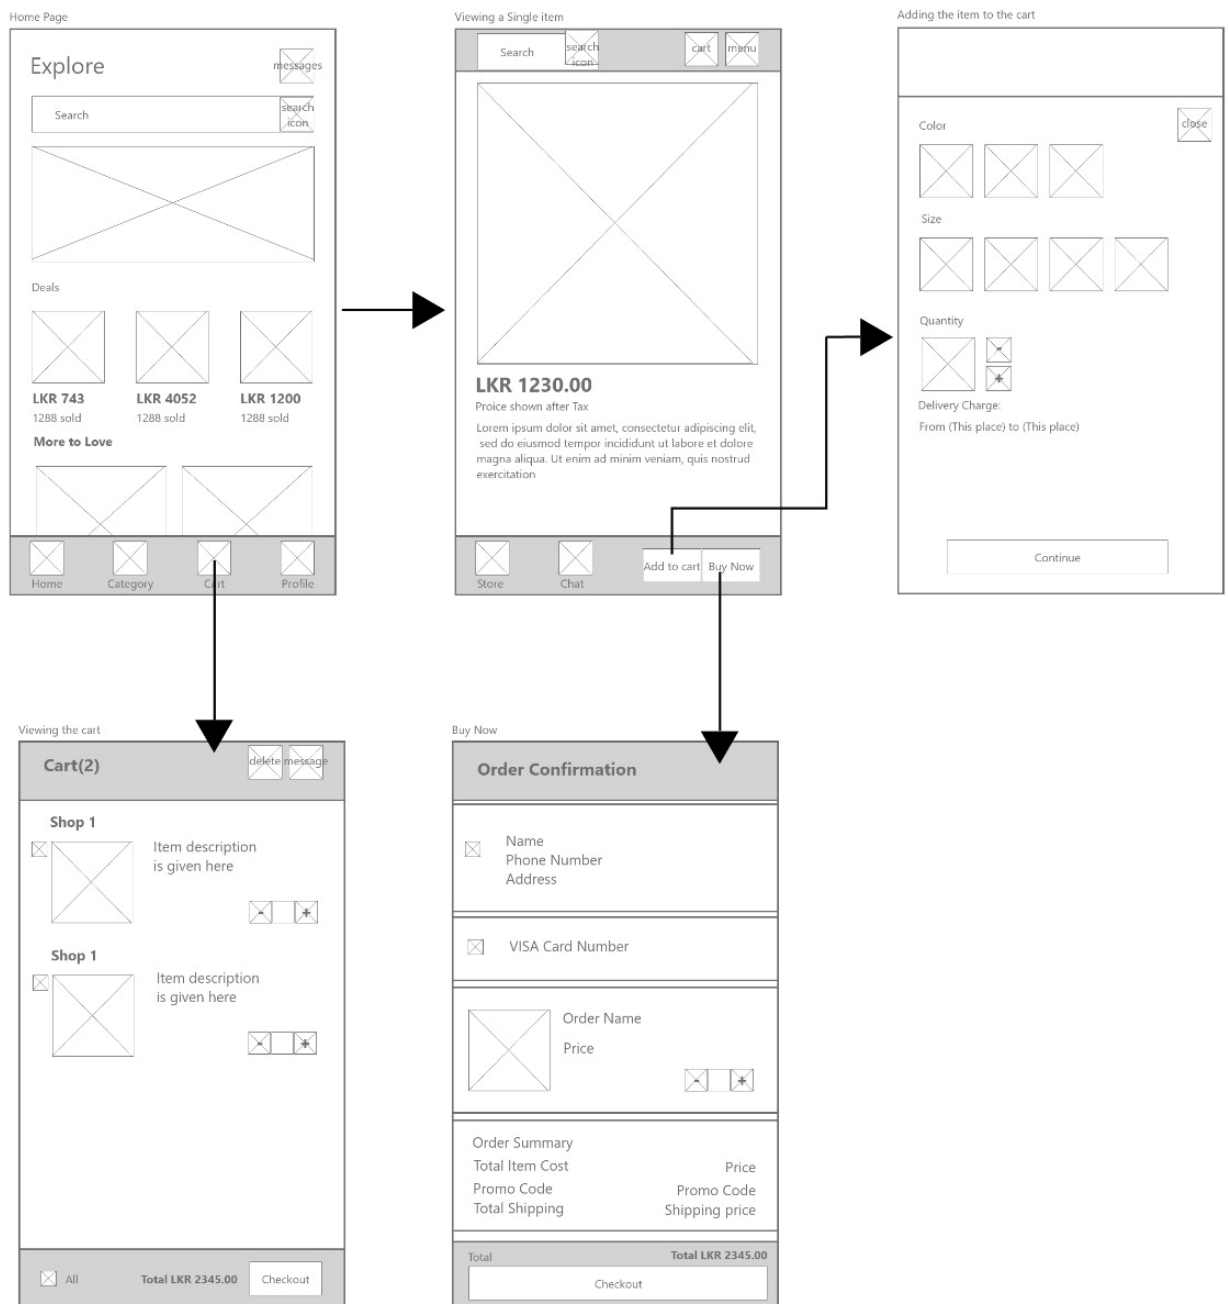 Home Page
Explore
messages
Search
search
icon
Deals
LKR 743
LKR 4052
LKR 1200
1288 sold
1288 sold
1288 sold
More to Love
Home
Category
Cart
Profile
Viewing a Single item
Search
search
icon
cart
menu
LKR 1230.00
Proice shown after Tax
Lorem ipsum dolor sit amet, consectetur adipiscing elit,
sed do eiusmod tempor incididunt ut labore et dolore
magna aliqua. Ut enim ad minim veniam, quis nostrud
exercitation
Store
Chat
Add to cart
Buy Now
Adding the item to the cart
close
Color
Size
Quantity
-
+
Delivery Charge:
From (This place) to (This place)
Continue
Viewing the cart
Cart(2)
delete
message
Shop 1
Item description
is given here
-
+
Shop 1
Item description
is given here
-
+
All
Total LKR 2345.00
Checkout
Buy Now
Order Confirmation
Name
Phone Number
Address
VISA Card Number
Order Name
Price
-
+
Order Summary
Total Item Cost
Price
Promo Code
Promo Code
Total Shipping
Shipping price
Total
Total LKR 2345.00
Checkout